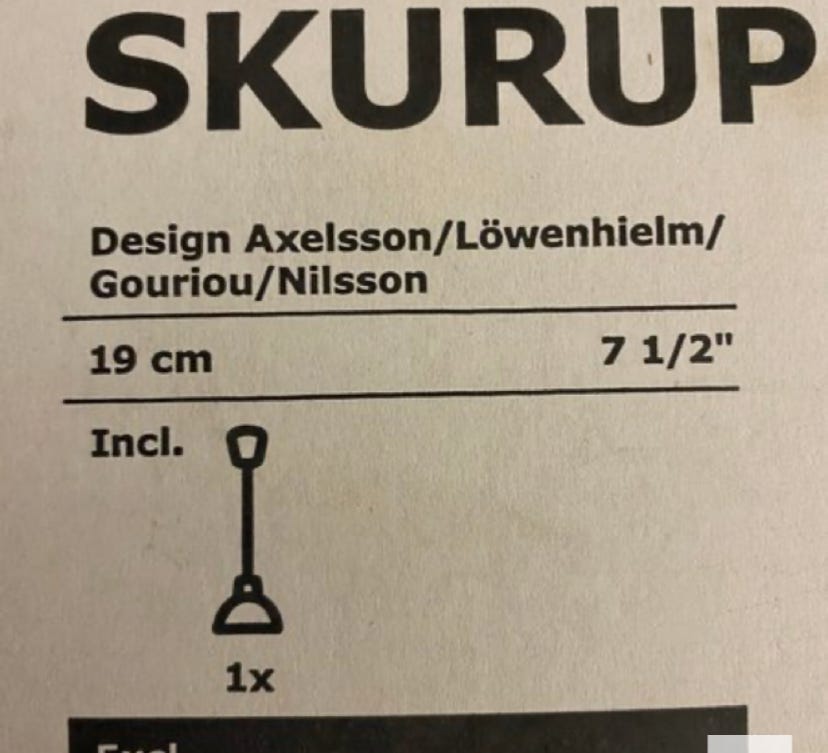 SKURUP
Design Axelsson/Löwenhielm/
Gouriou/Nilsson
19 cm 7 1/2"
Incl.
1x